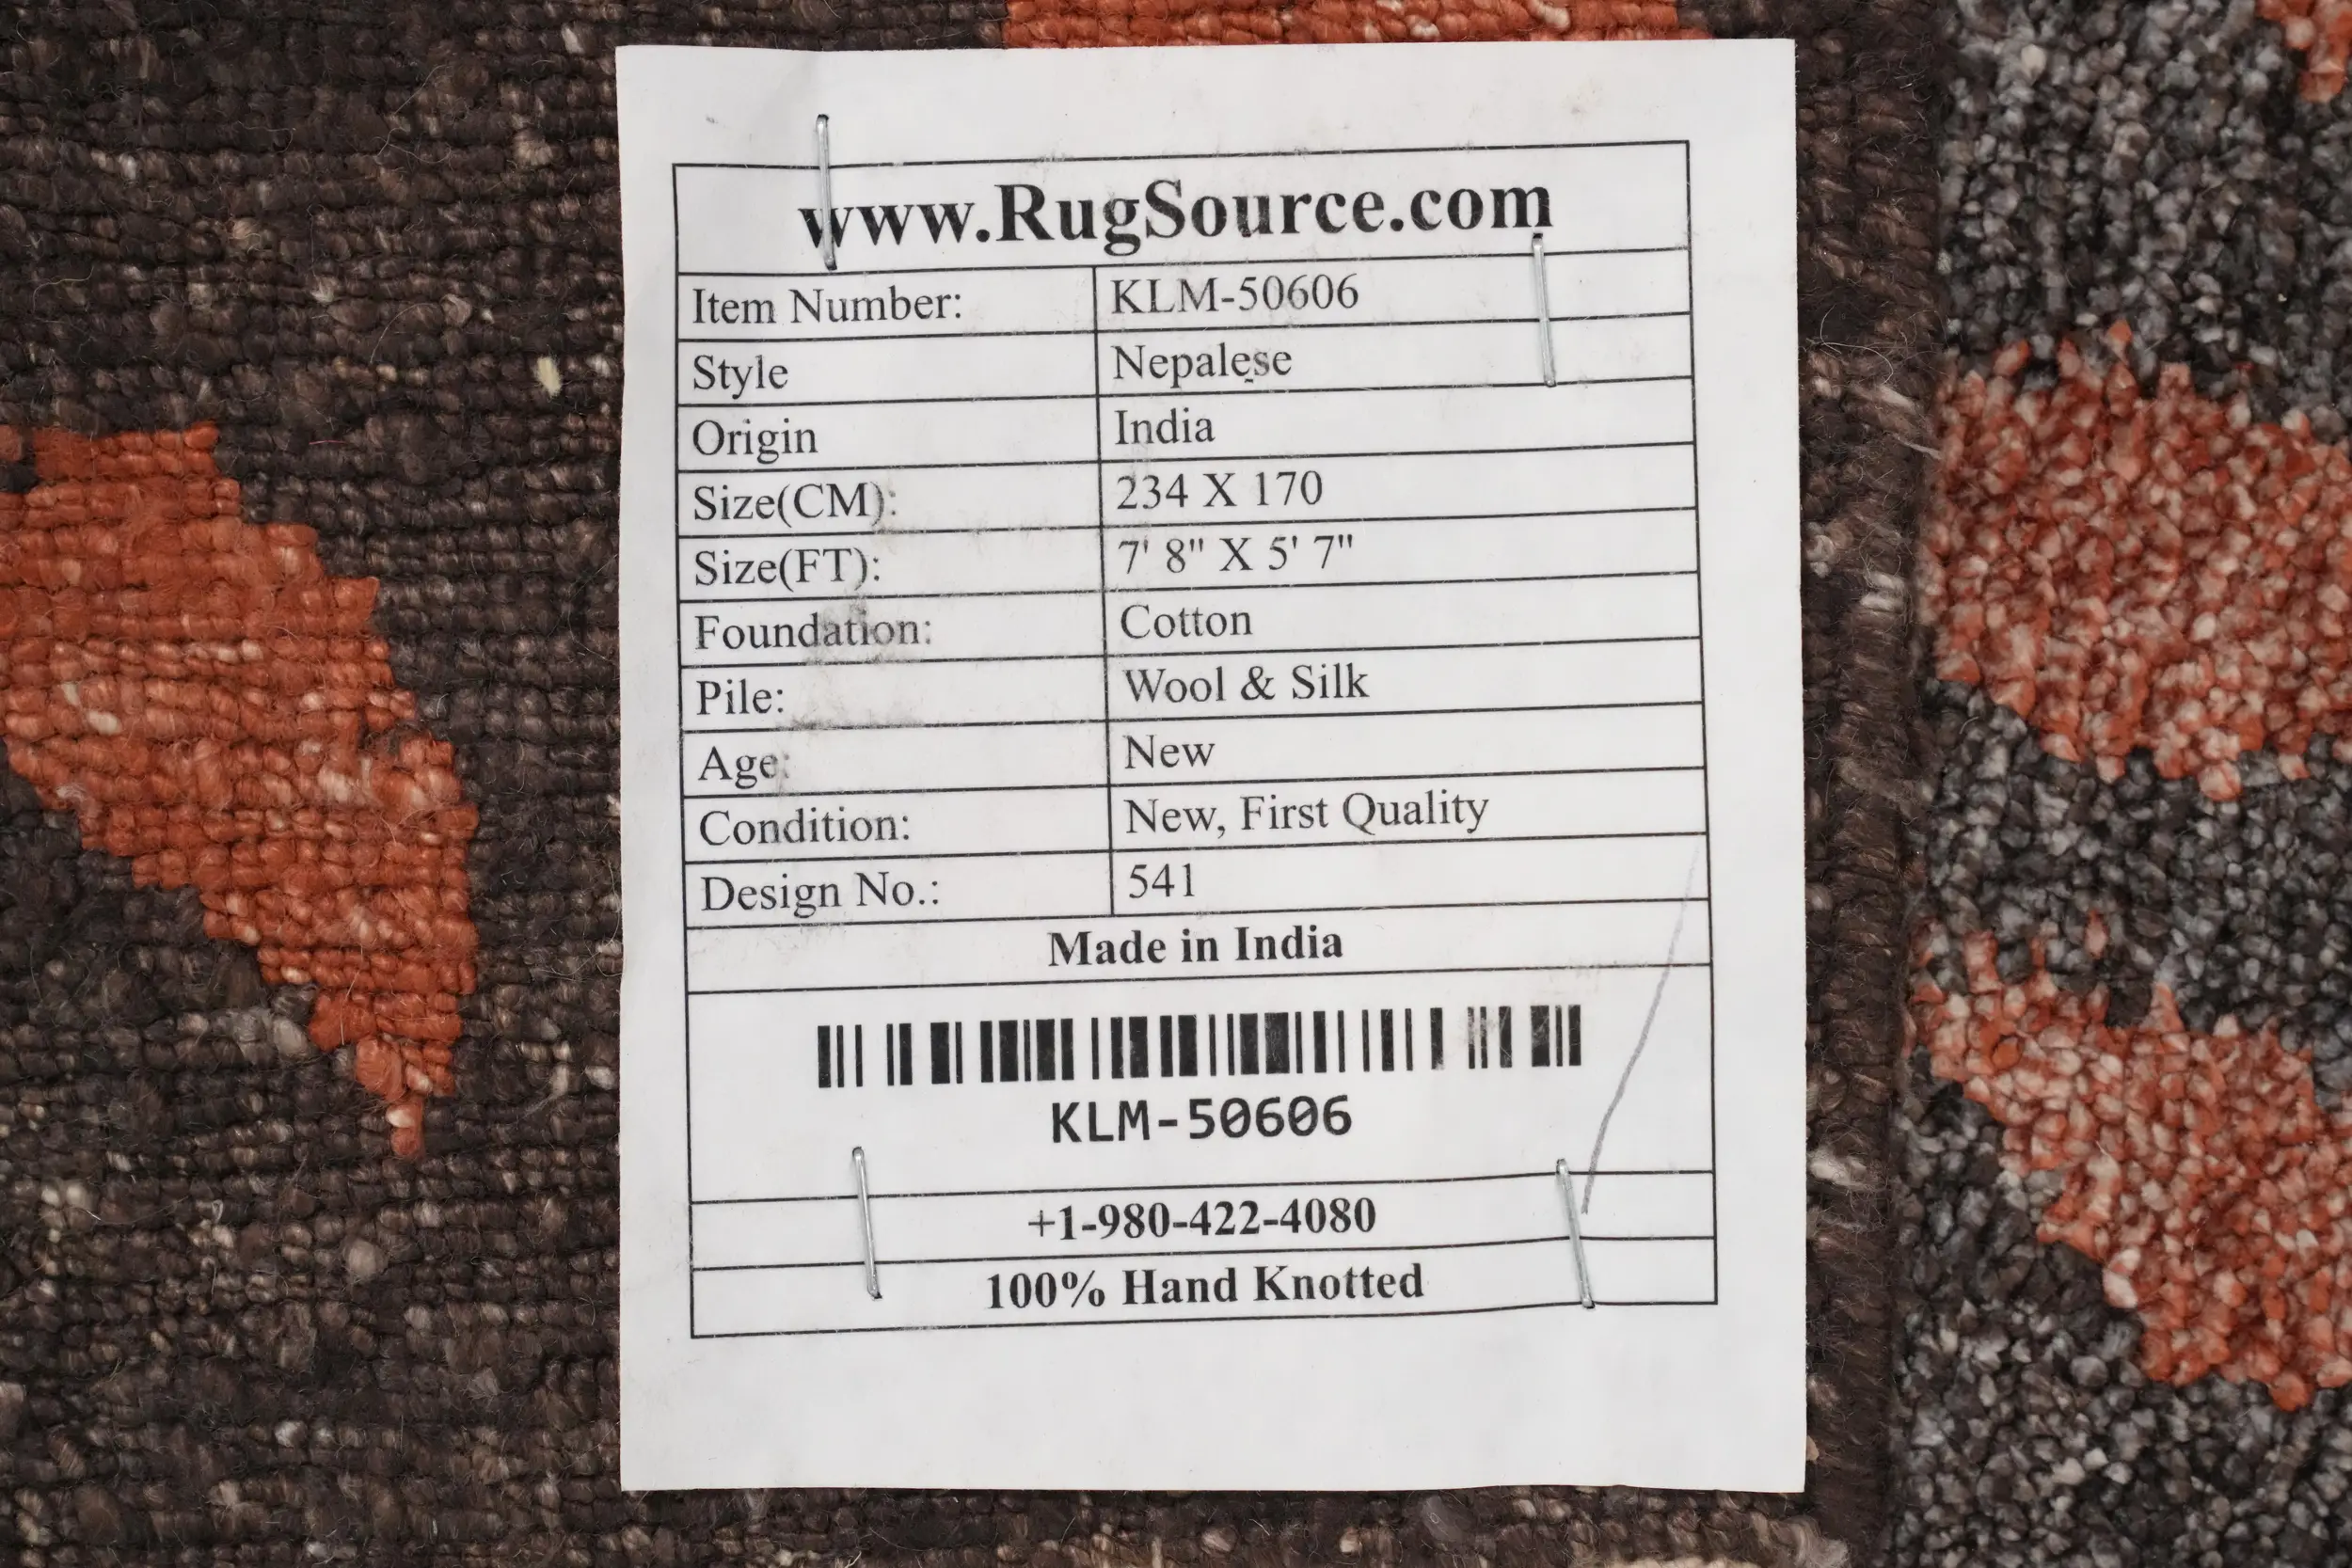 www.RugSource.com
Item Number: KLM-50606
Style Nepalese
Origin India
Size(CM): 234 X 170
Size(FT): 7' 8" X 5' 7"
Foundation: Cotton
Pile: Wool & Silk
Age: New
Condition: New, First Quality
Design No.: 541
Made in India
KLM-50606
+1-980-422-4080
100% Hand Knotted